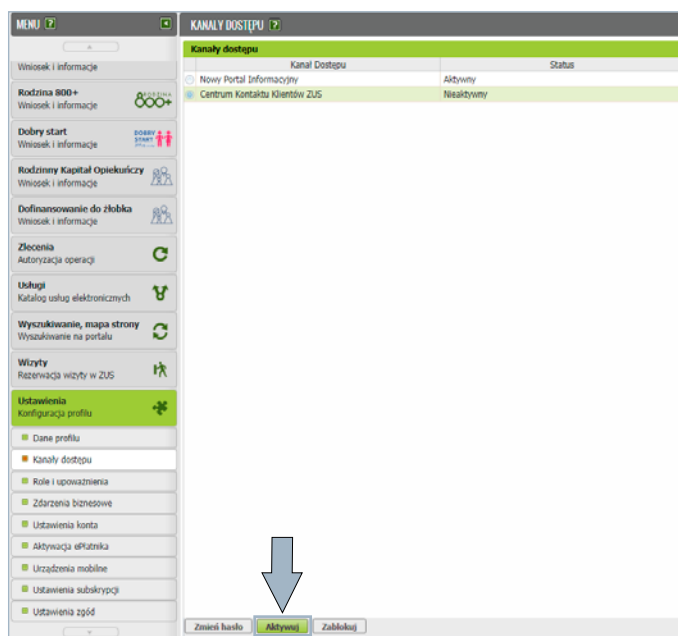 MENU
KANAŁY DOSTĘPU
Kanały dostępu
Kanał Dostępu Status
Nowy Portal Informacyjny Aktywny
Centrum Kontaktu Klientów ZUS Nieaktywny
Wniosek i informacje
Rodzina 800+
Wniosek i informacje
RODZINA
800+
Dobry start
Wniosek i informacje
DOBRY
START
Rodzinny Kapitał Opiekuńczy
Wniosek i informacje
Dofinansowanie do żłobka
Wniosek i informacje
Zlecenia
Autoryzacja operacji
Usługi
Katalog usług elektronicznych
Wyszukiwanie, mapa strony
Wyszukiwanie na portalu
Wizyty
Rezerwacja wizyty w ZUS
Ustawienia
Konfiguracja profilu
Dane profilu
Kanały dostępu
Role i upoważnienia
Zdarzenia biznesowe
Ustawienia konta
Aktywacja ePłatnika
Urządzenia mobilne
Ustawienia subskrypcji
Ustawienia zgód
Zmień hasło Aktywuj Zablokuj